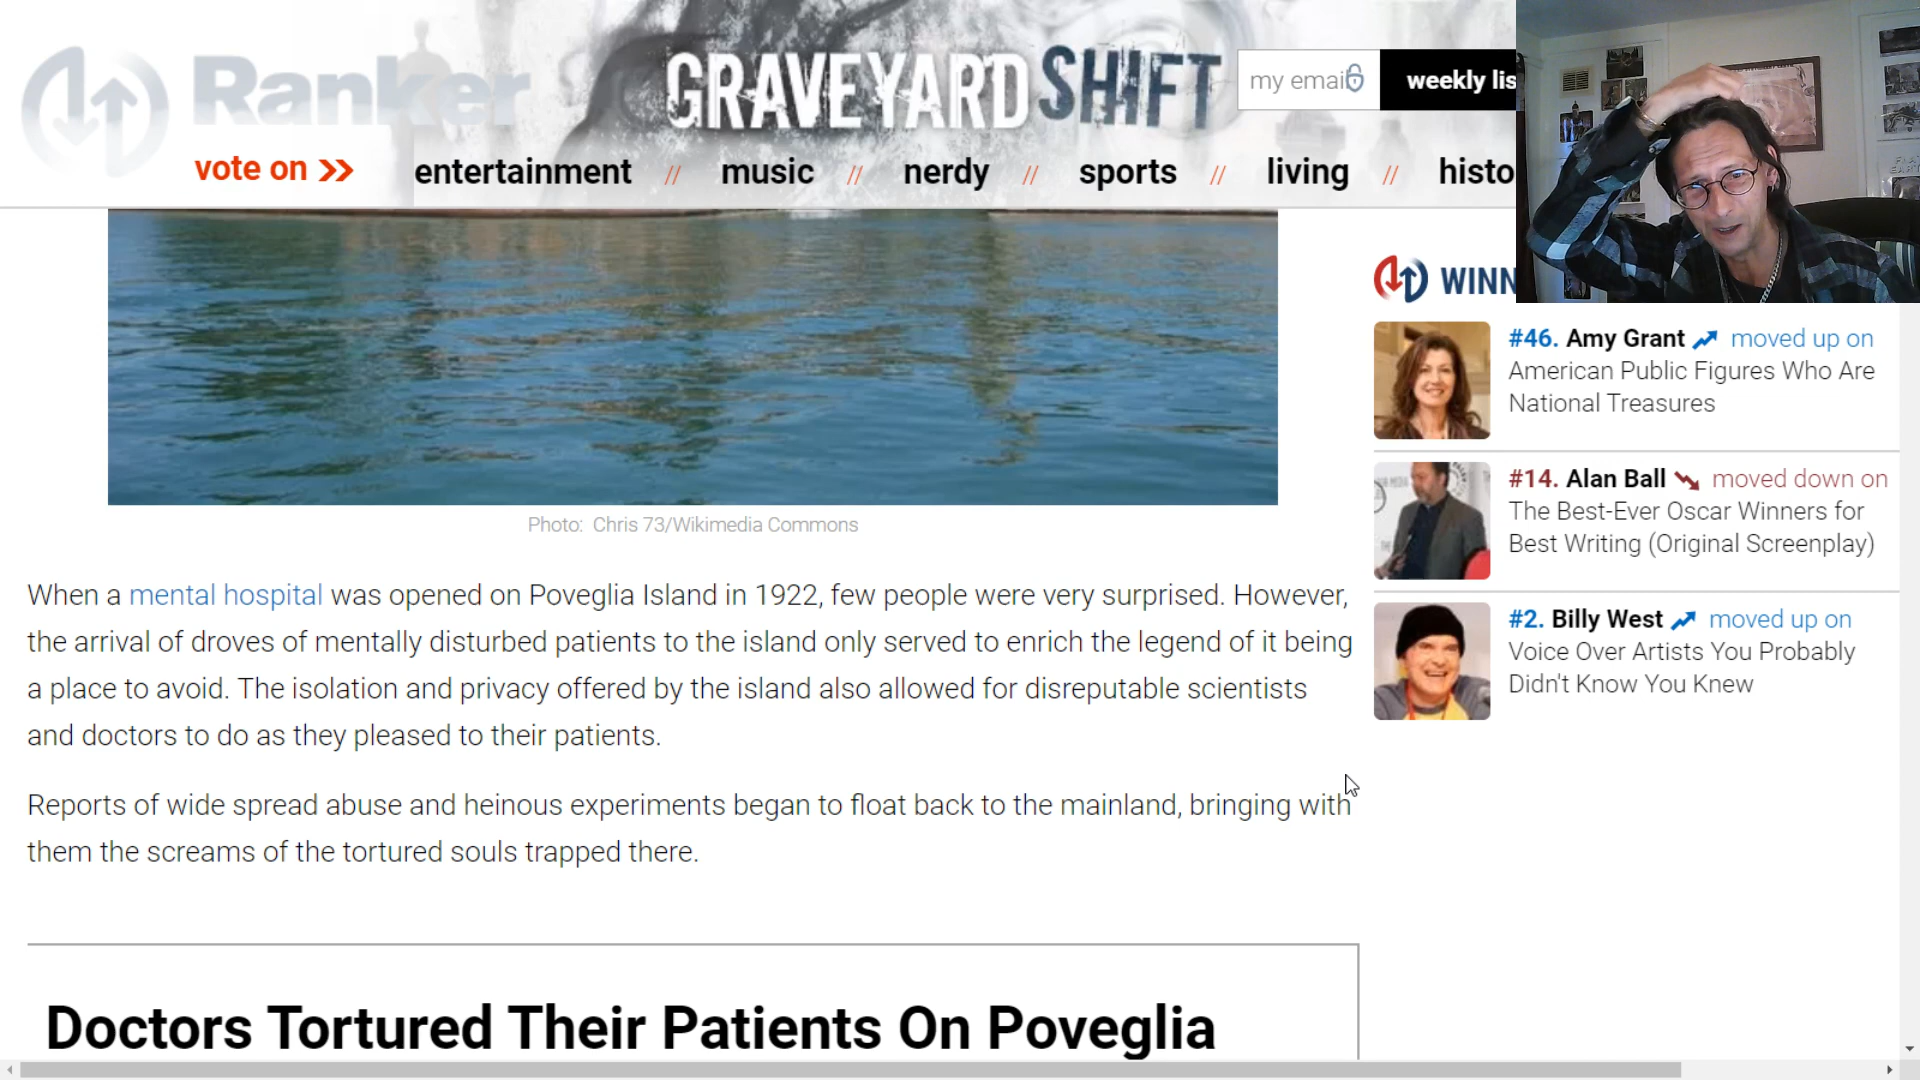 Ranker
GRAVEYARD SHIFT
my email
weekly lis
vote on >>
entertainment // music // nerdy // sports // living // histo
Photo: Chris 73/Wikimedia Commons
When a mental hospital was opened on Poveglia Island in 1922, few people were very surprised. However,
the arrival of droves of mentally disturbed patients to the island only served to enrich the legend of it being
a place to avoid. The isolation and privacy offered by the island also allowed for disreputable scientists
and doctors to do as they pleased to their patients.
Reports of wide spread abuse and heinous experiments began to float back to the mainland, bringing with
them the screams of the tortured souls trapped there.
Doctors Tortured Their Patients On Poveglia
WINN
#46. Amy Grant moved up on
American Public Figures Who Are
National Treasures
#14. Alan Ball moved down on
The Best-Ever Oscar Winners for
Best Writing (Original Screenplay)
#2. Billy West moved up on
Voice Over Artists You Probably
Didn't Know You Knew